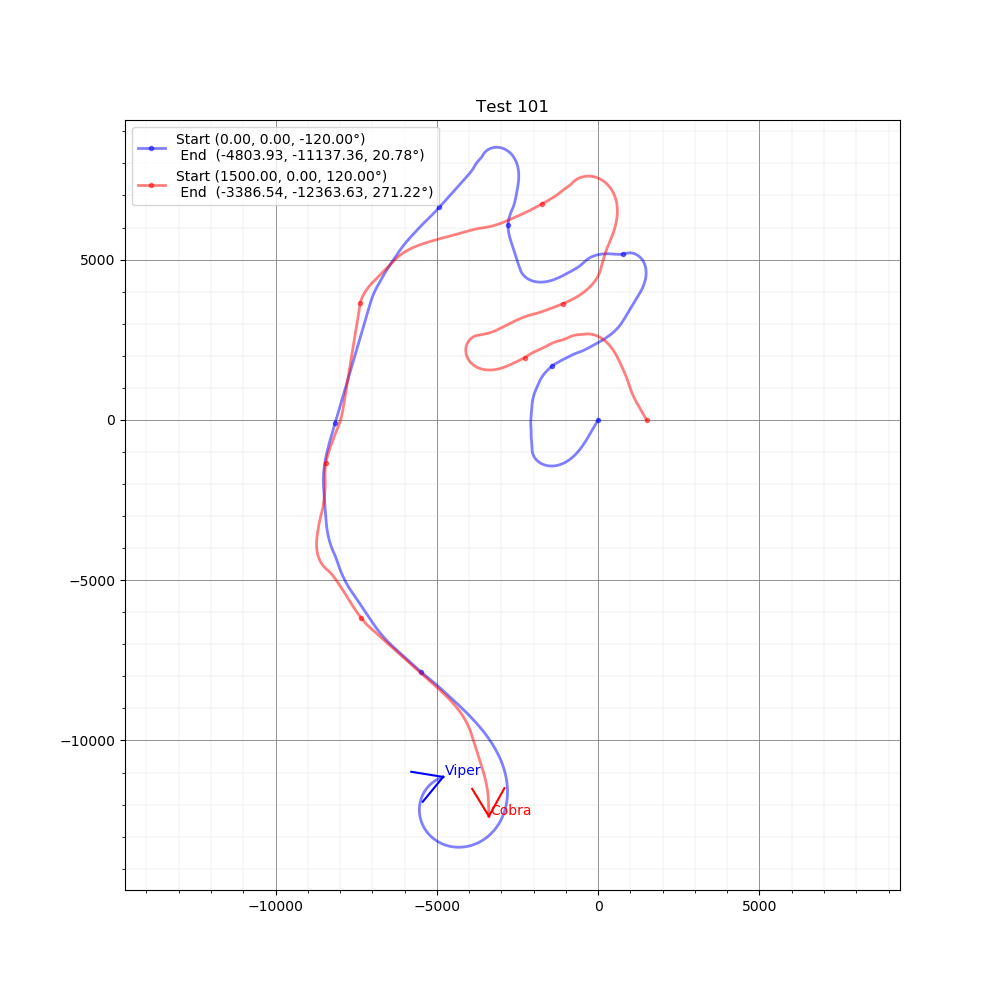 Test 101
Start (0.00, 0.00, -120.00°)
End  (-4803.93, -11137.36, 20.78°)
Start (1500.00, 0.00, 120.00°)
End  (-3386.54, -12363.63, 271.22°)
5000
0
−5000
−10000
Viper
Cobra
−10000
−5000
0
5000